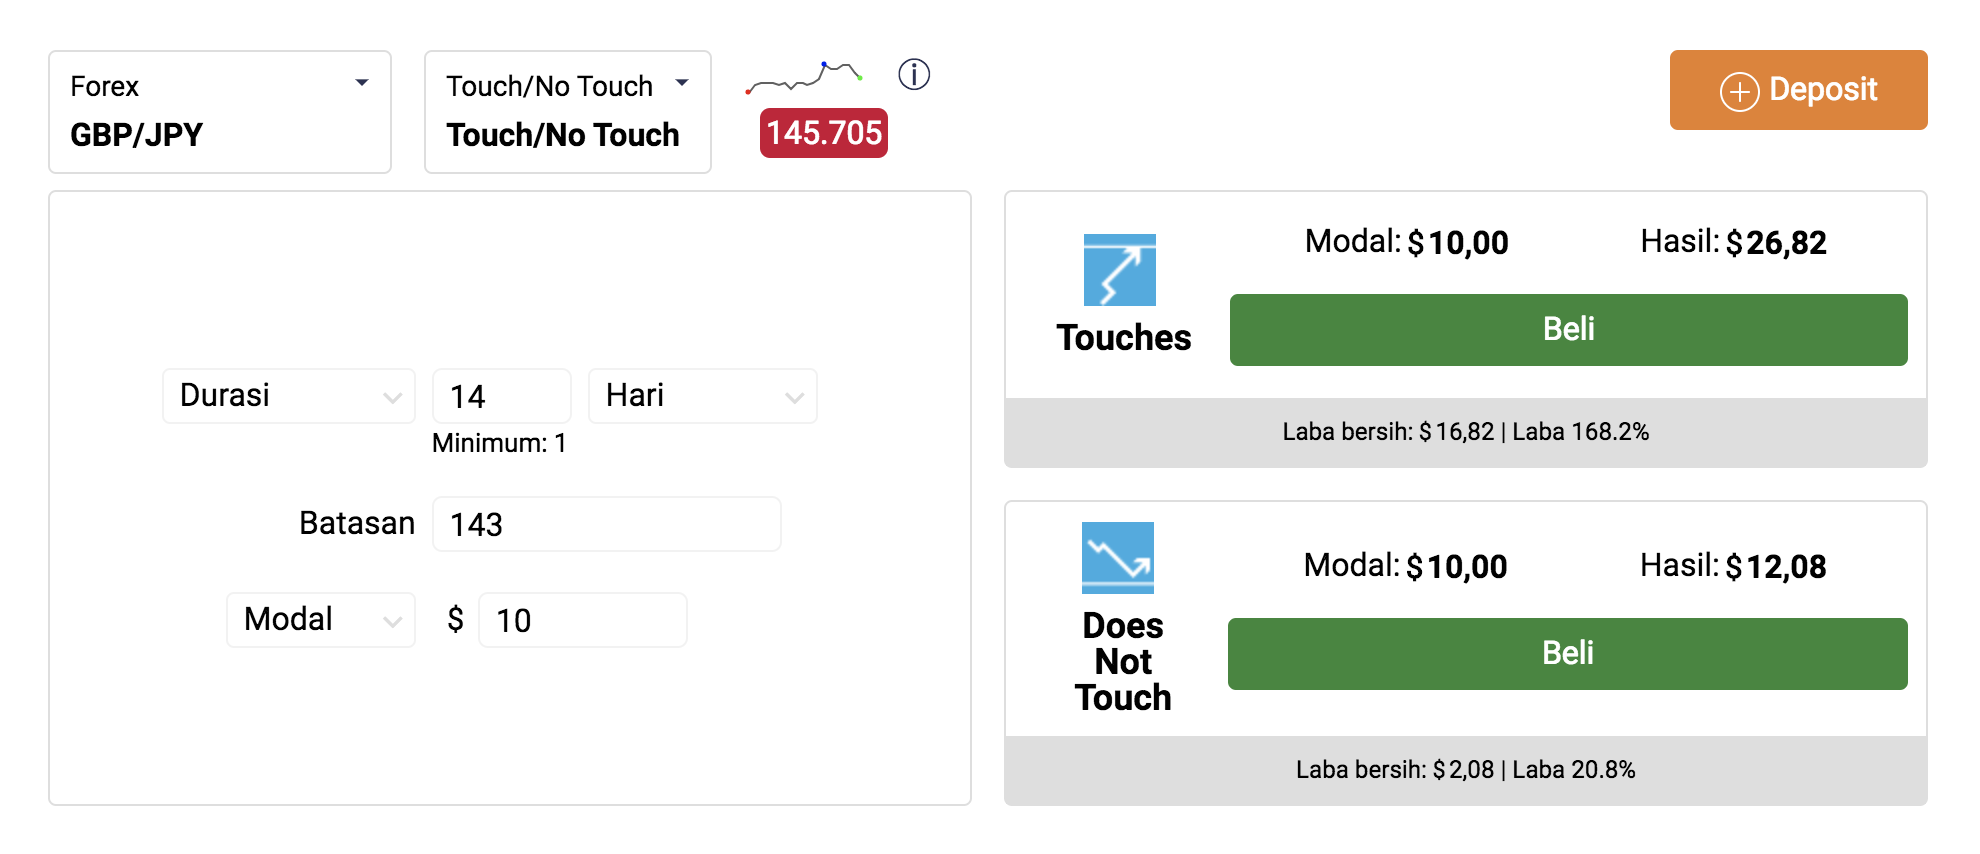 Forex
GBP/JPY
Touch/No Touch
Touch/No Touch
145.705
Deposit
Durasi 14 Hari
Minimum: 1
Batasan 143
Modal $ 10
Touches
Modal: $10,00 Hasil: $26,82
Beli
Laba bersih: $16,82 | Laba 168.2%
Does
Not
Touch
Modal: $10,00 Hasil: $12,08
Beli
Laba bersih: $2,08 | Laba 20.8%